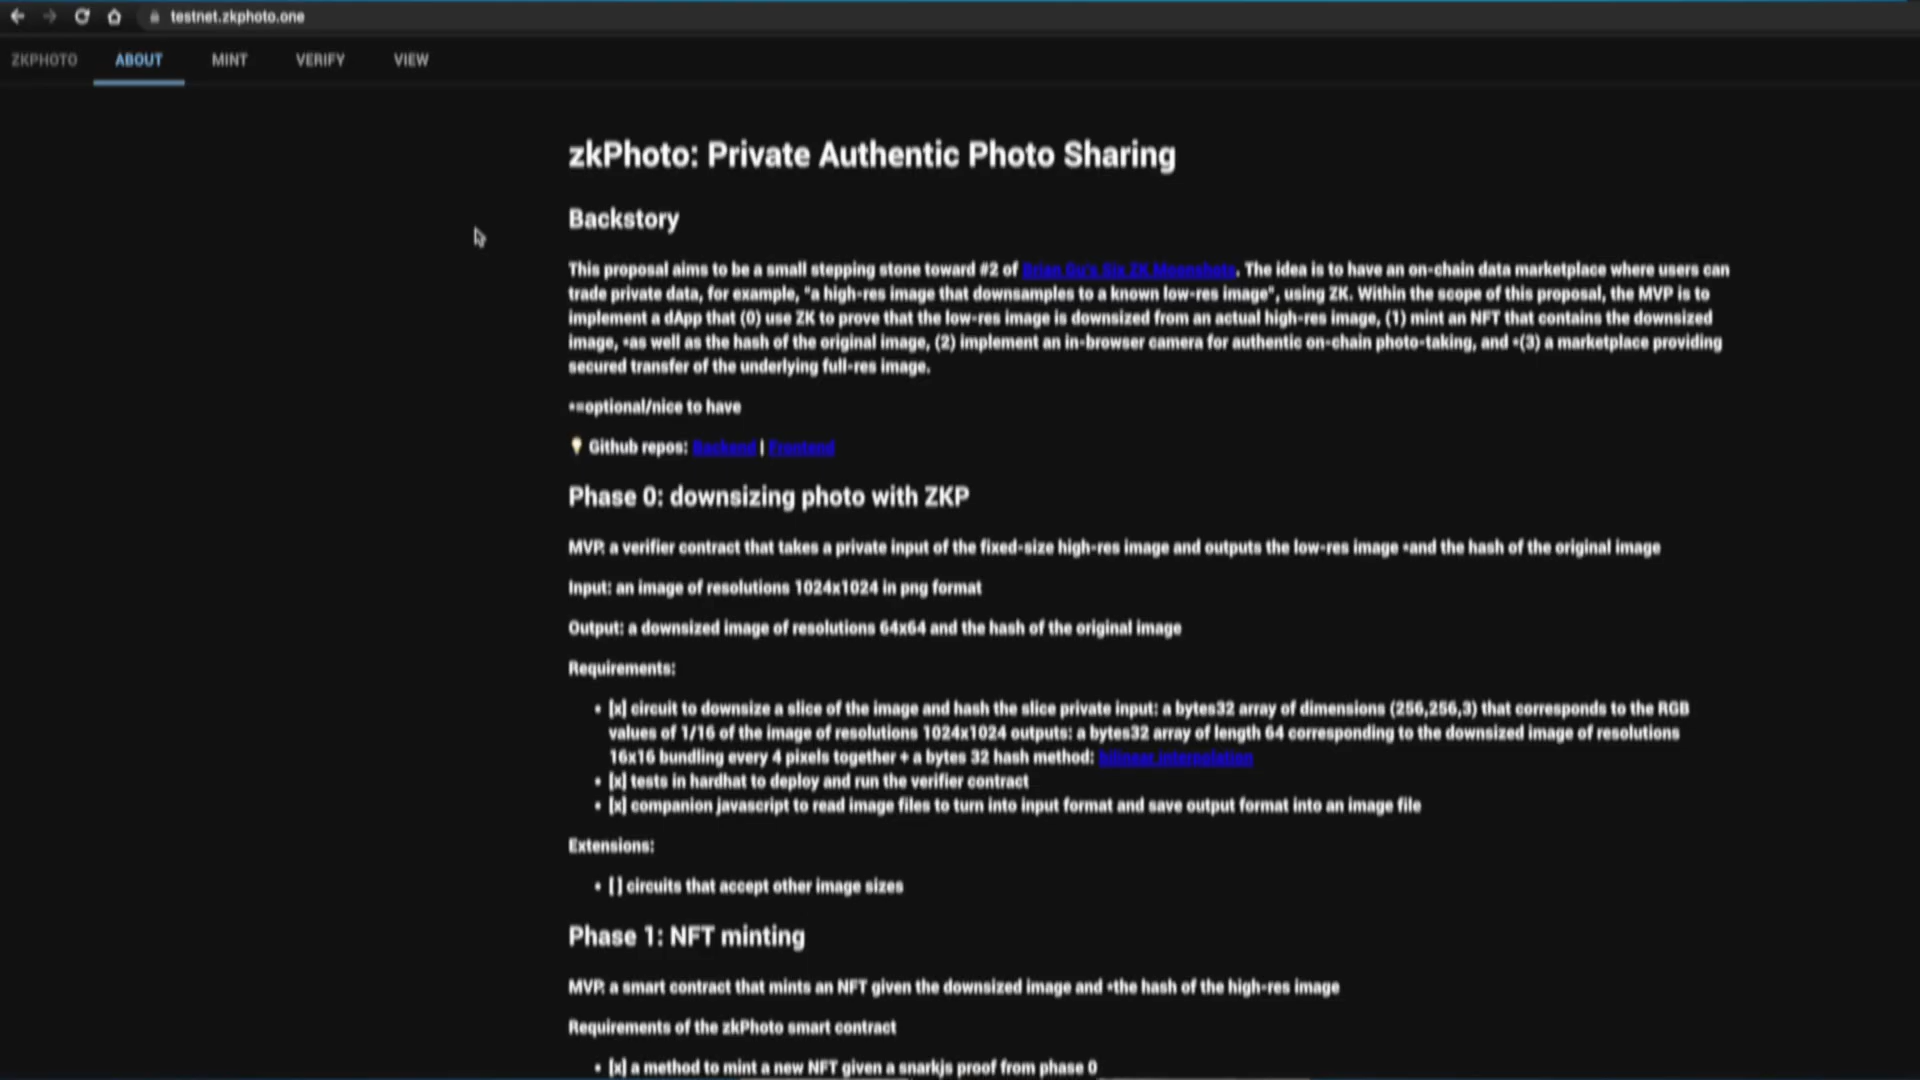 testnet.zkphoto.one
ZKPHOTO ABOUT MINT VERIFY VIEW
zkPhoto: Private Authentic Photo Sharing
Backstory
This proposal aims to be a small stepping stone toward #2 of Brian Gu's Six ZK Moonshots. The idea is to have an on-chain data marketplace where users can
trade private data, for example, "a high-res image that downsamples to a known low-res image", using ZK. Within the scope of this proposal, the MVP is to
implement a dApp that (0) use ZK to prove that the low-res image is downsized from an actual high-res image, (1) mint an NFT that contains the downsized
image, *as well as the hash of the original image, (2) implement an in-browser camera for authentic on-chain photo-taking, and *(3) a marketplace providing
secured transfer of the underlying full-res image.
*=optional/nice to have
💡 Github repos: Backend | Frontend
Phase 0: downsizing photo with ZKP
MVP: a verifier contract that takes a private input of the fixed-size high-res image and outputs the low-res image *and the hash of the original image
Input: an image of resolutions 1024x1024 in png format
Output: a downsized image of resolutions 64x64 and the hash of the original image
Requirements:
• [x] circuit to downsize a slice of the image and hash the slice private input: a bytes32 array of dimensions (256,256,3) that corresponds to the RGB
values of 1/16 of the image of resolutions 1024x1024 outputs: a bytes32 array of length 64 corresponding to the downsized image of resolutions
16x16 bundling every 4 pixels together + a bytes 32 hash method: bilinear interpolation
• [x] tests in hardhat to deploy and run the verifier contract
• [x] companion javascript to read image files to turn into input format and save output format into an image file
Extensions:
• [ ] circuits that accept other image sizes
Phase 1: NFT minting
MVP: a smart contract that mints an NFT given the downsized image and *the hash of the high-res image
Requirements of the zkPhoto smart contract
• [x] a method to mint a new NFT given a snarkjs proof from phase 0